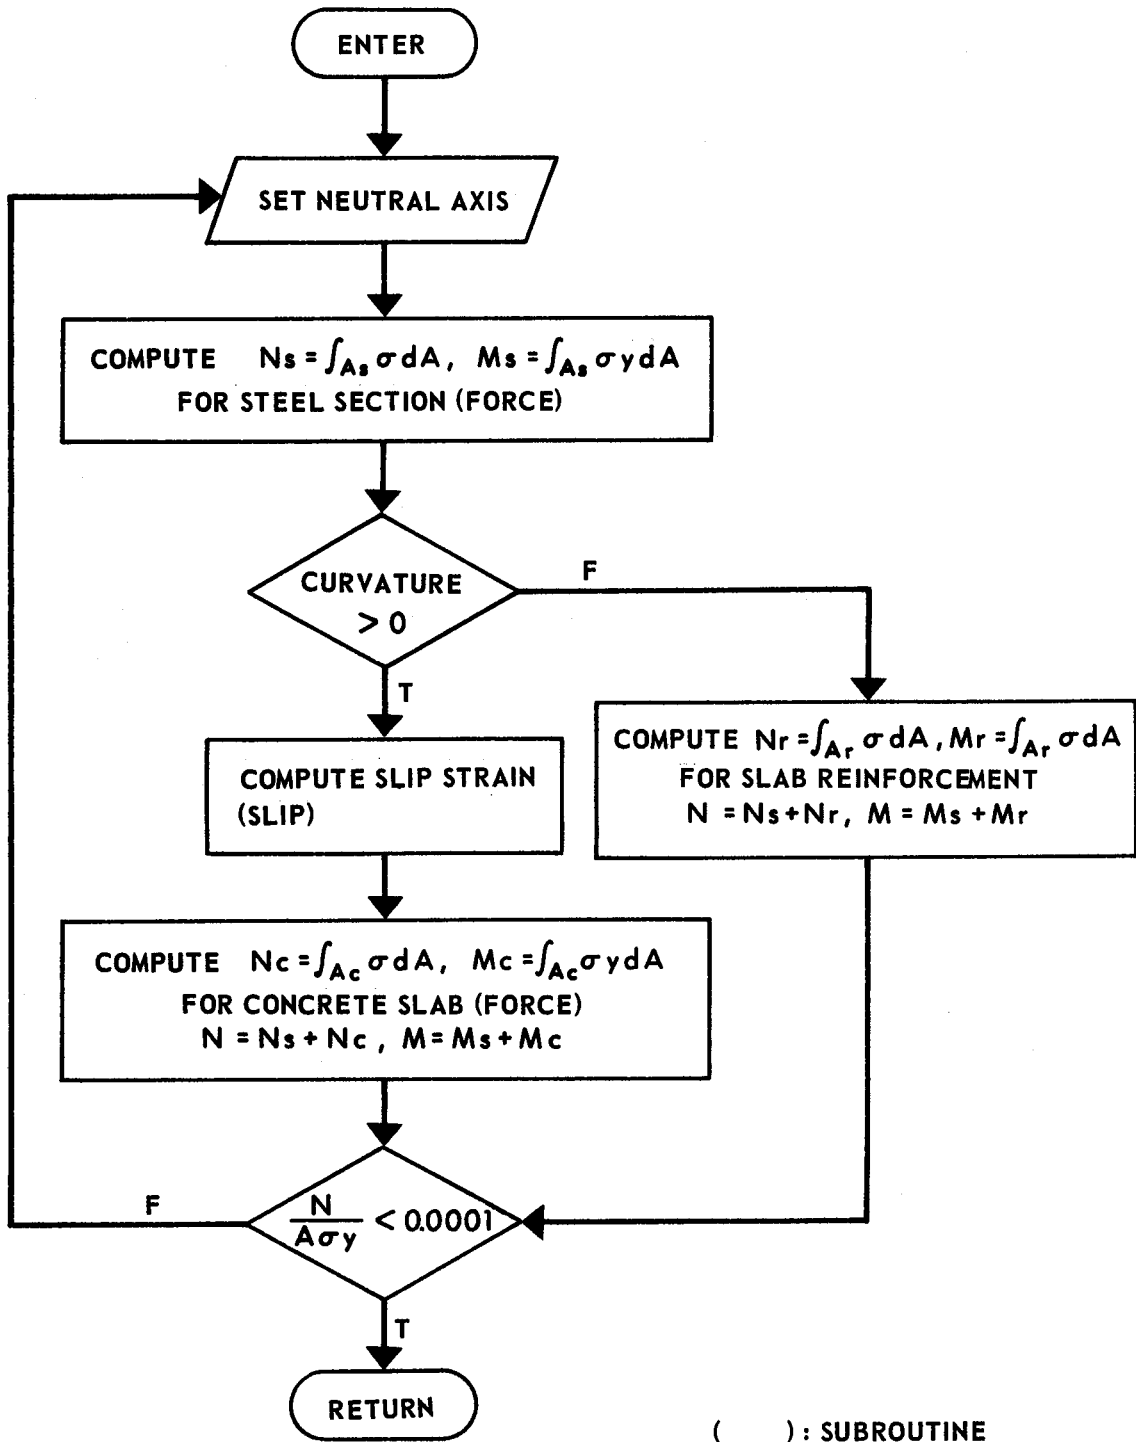 ENTER
SET NEUTRAL AXIS
COMPUTE Ns = ∫As σ dA, Ms = ∫As σ y dA
FOR STEEL SECTION (FORCE)
CURVATURE
> 0
F
T
COMPUTE SLIP STRAIN
(SLIP)
COMPUTE Nr = ∫Ar σ dA, Mr = ∫Ar σ dA
FOR SLAB REINFORCEMENT
N = Ns + Nr, M = Ms + Mr
COMPUTE Nc = ∫Ac σ dA, Mc = ∫Ac σ y dA
FOR CONCRETE SLAB (FORCE)
N = Ns + Nc, M = Ms + Mc
F
N
Aσy
< 0.0001
T
RETURN
( ): SUBROUTINE